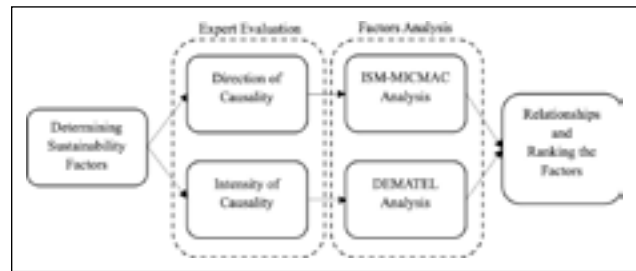 Expert Evaluation
Factors Analysis
Direction of
Causality
ISM-MICMAC
Analysis
Determining
Sustainability
Factors
Relationships
and
Ranking the
Factors
Intensity of
Causality
DEMATEL
Analysis